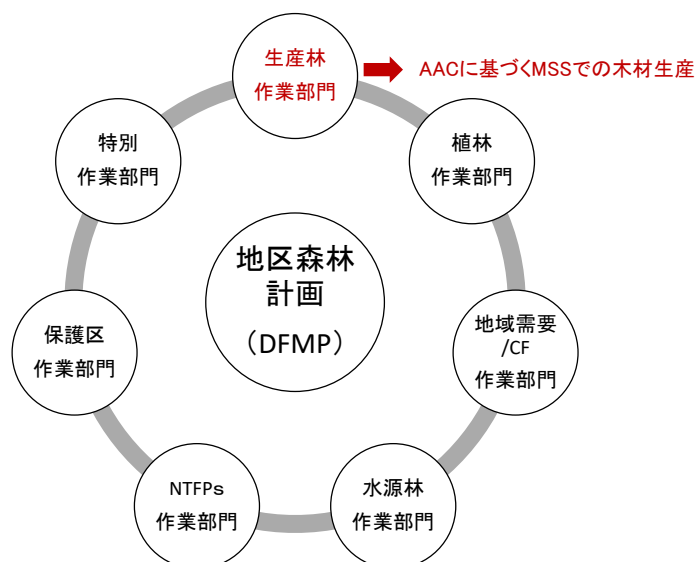 生産林
作業部門
AACに基づくMSSでの木材生産
特別
作業部門
植林
作業部門
地区森林
計画
（DFMP）
保護区
作業部門
地域需要
/CF
作業部門
NTFPs
作業部門
水源林
作業部門